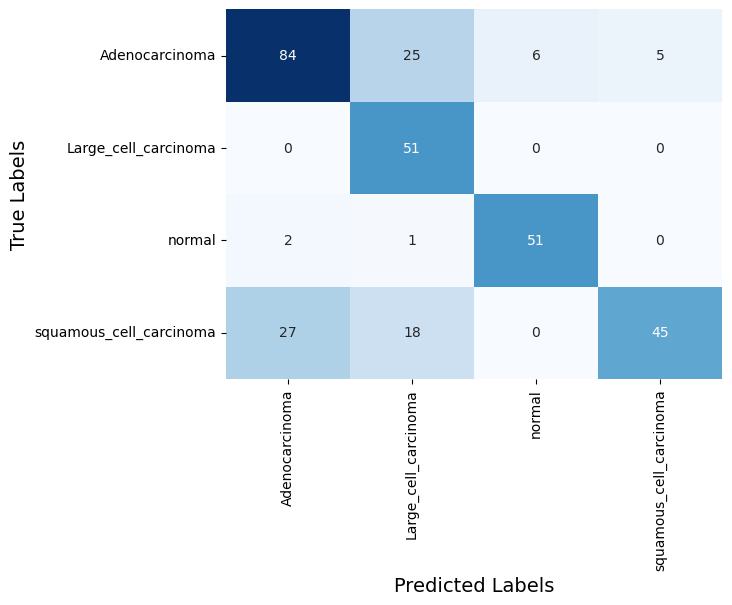 Adenocarcinoma 84 25 6 5
Large_cell_carcinoma 0 51 0 0
normal 2 1 51 0
squamous_cell_carcinoma 27 18 0 45
True Labels
Adenocarcinoma
Large_cell_carcinoma
normal
squamous_cell_carcinoma
Predicted Labels